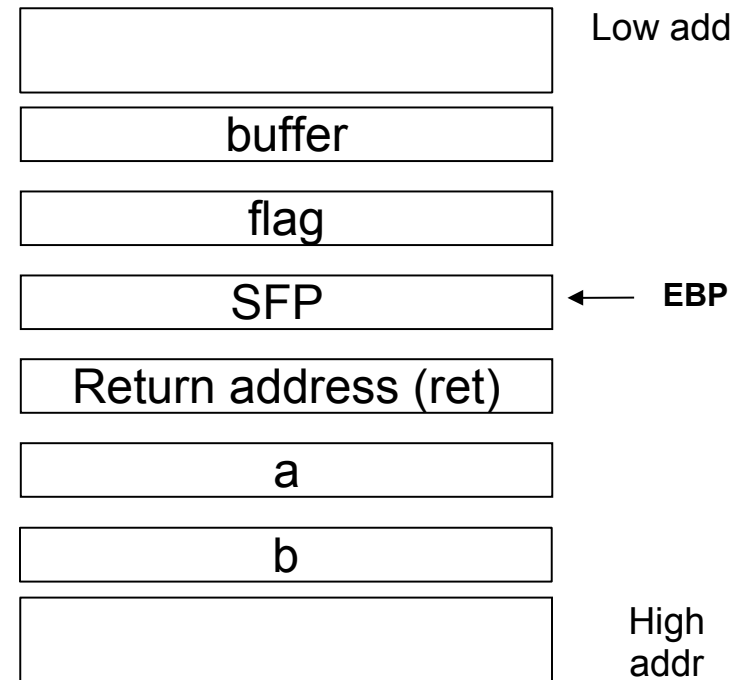 Low add
buffer
flag
SFP
EBP
Return address (ret)
a
b
High
addr